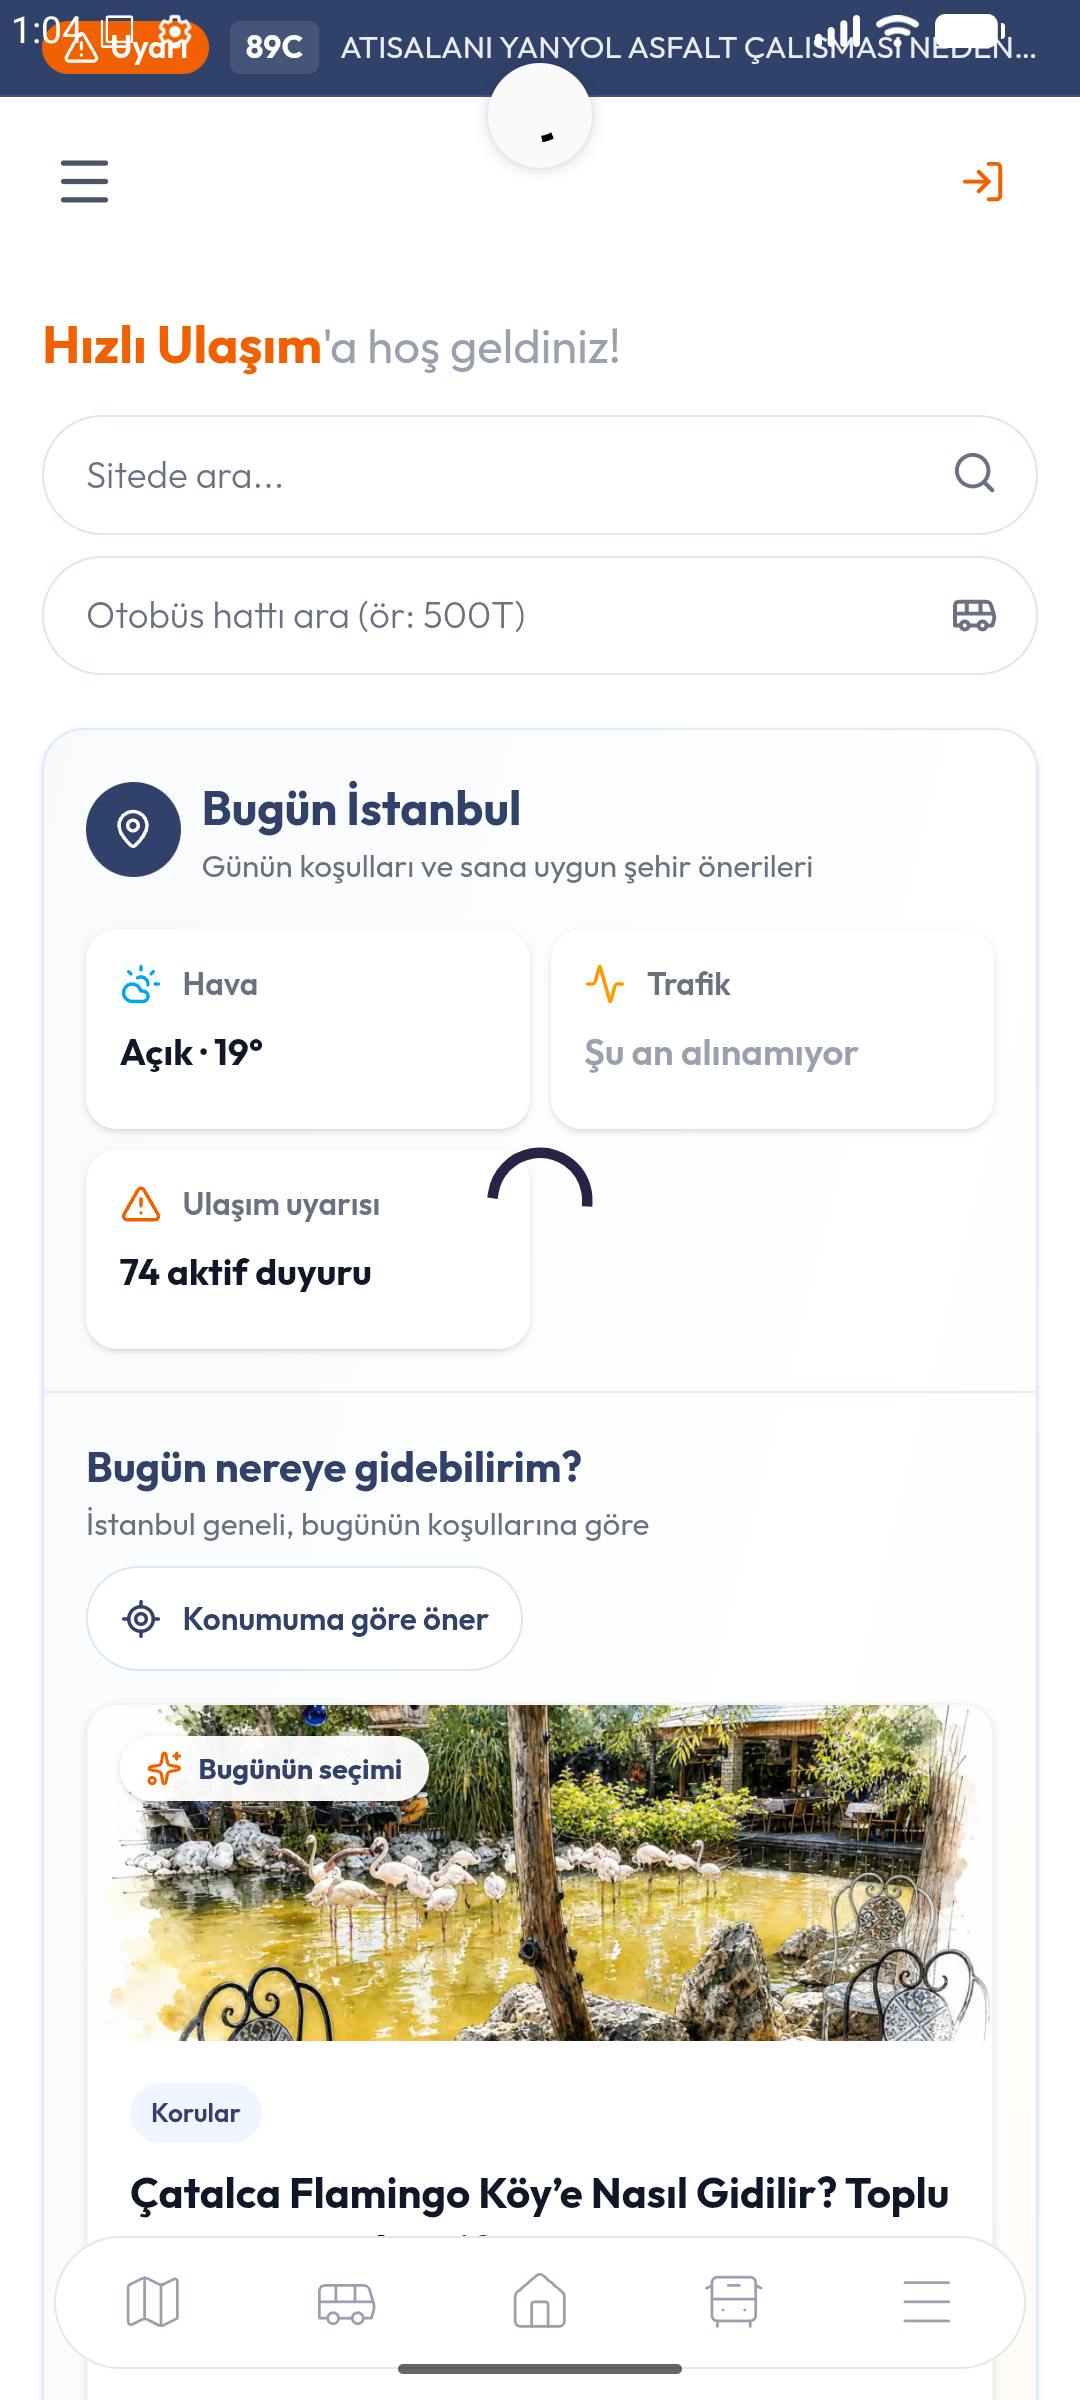 1:04
Uyarı
89C
ATISALANI YANYOL ASFALT ÇALISMASI NEDEN...
Hızlı Ulaşım'a hoş geldiniz!
Sitede ara...
Otobüs hattı ara (ör: 500T)
Bugün İstanbul
Günün koşulları ve sana uygun şehir önerileri
Hava
Açık · 19°
Trafik
Şu an alınamıyor
Ulaşım uyarısı
74 aktif duyuru
Bugün nereye gidebilirim?
İstanbul geneli, bugünün koşullarına göre
Konumuma göre öner
Bugünün seçimi
Korular
Çatalca Flamingo Köy’e Nasıl Gidilir? Toplu